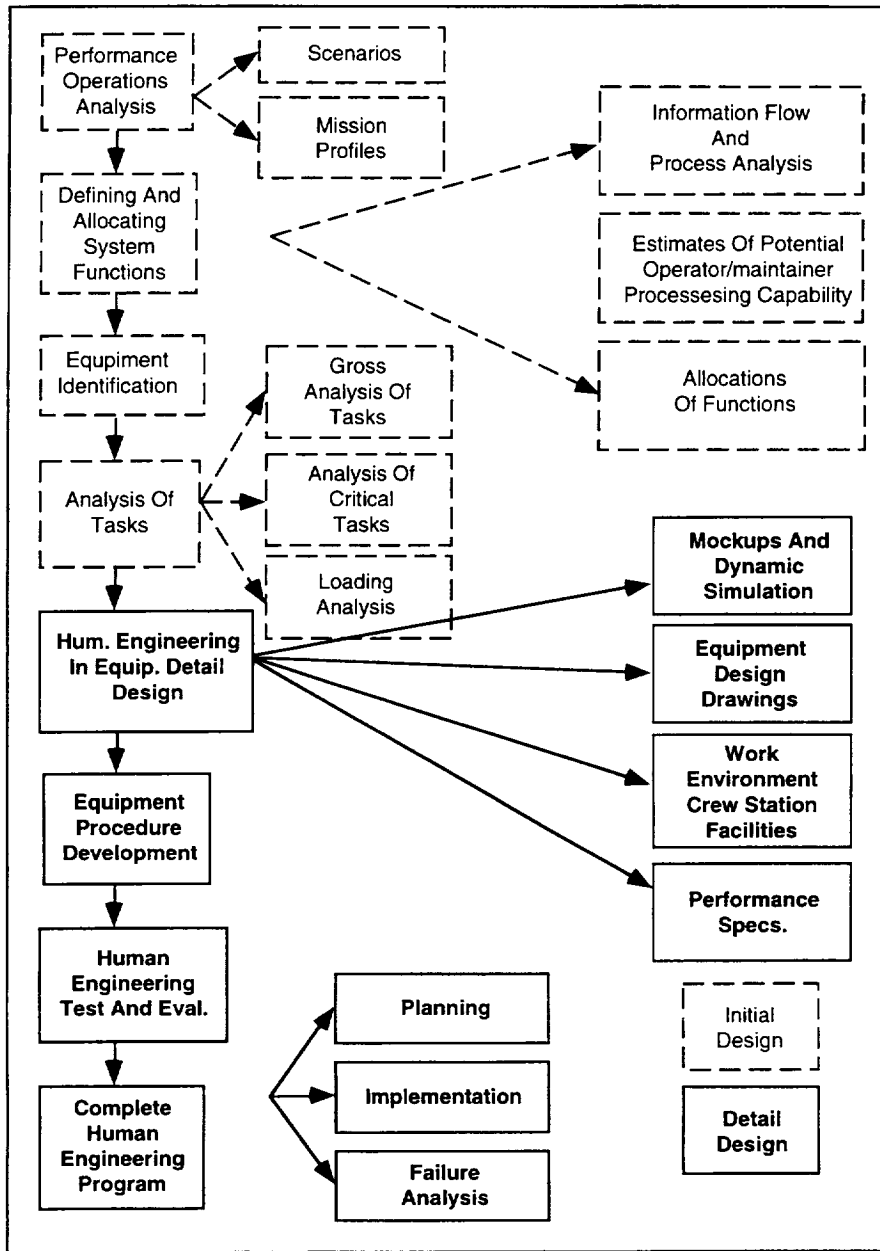 Performance
Operations
Analysis
Scenarios
Mission
Profiles
Information Flow
And
Process Analysis
Defining And
Allocating
System
Functions
Estimates Of Potential
Operator/maintainer
Processesing Capability
Equpiment
Identification
Gross
Analysis Of
Tasks
Allocations
Of Functions
Analysis Of
Tasks
Analysis Of
Critical
Tasks
Loading
Analysis
Mockups And
Dynamic
Simulation
Hum. Engineering
In Equip. Detail
Design
Equipment
Design
Drawings
Work
Environment
Crew Station
Facilities
Equipment
Procedure
Development
Performance
Specs.
Human
Engineering
Test And Eval.
Planning
Initial
Design
Implementation
Complete
Human
Engineering
Program
Detail
Design
Failure
Analysis